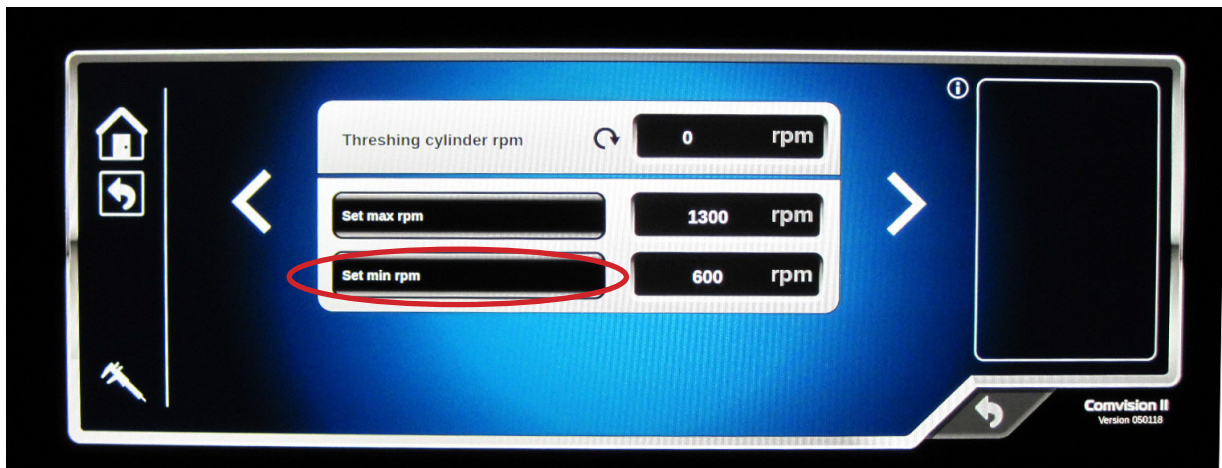 Threshing cylinder rpm 0 rpm
Set max rpm 1300 rpm
Set min rpm 600 rpm
Comvision II
Version 050118